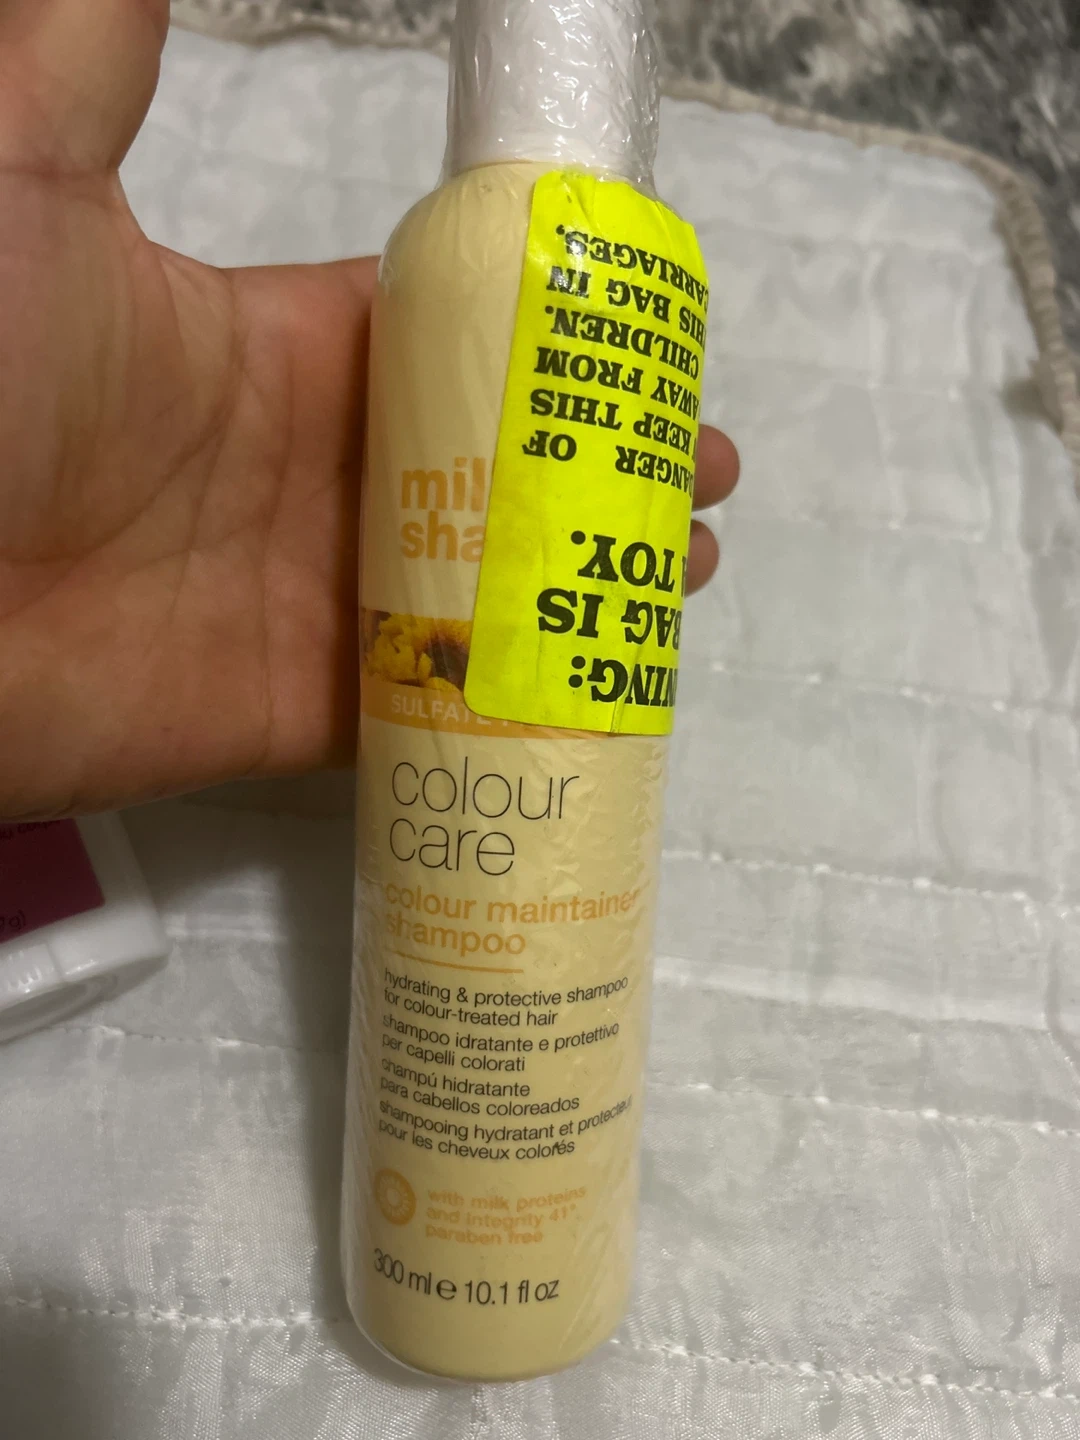 mil
sha
SULFATE
colour
care
colour maintainer
shampoo
hydrating & protective shampoo
for colour-treated hair
shampoo idratante e protettivo
per capelli colorati
shampú hidratante
para cabellos coloreados
shampooing hydratant et protecteur
pour les cheveux colorés
with milk proteins
and integrity 41®
paraben free
300 ml e 10.1 fl oz
NING:
BAG IS
TOY.
DANGER OF
KEEP THIS
AWAY FROM
CHILDREN.
THIS BAG IN
CARRIAGES,
g)